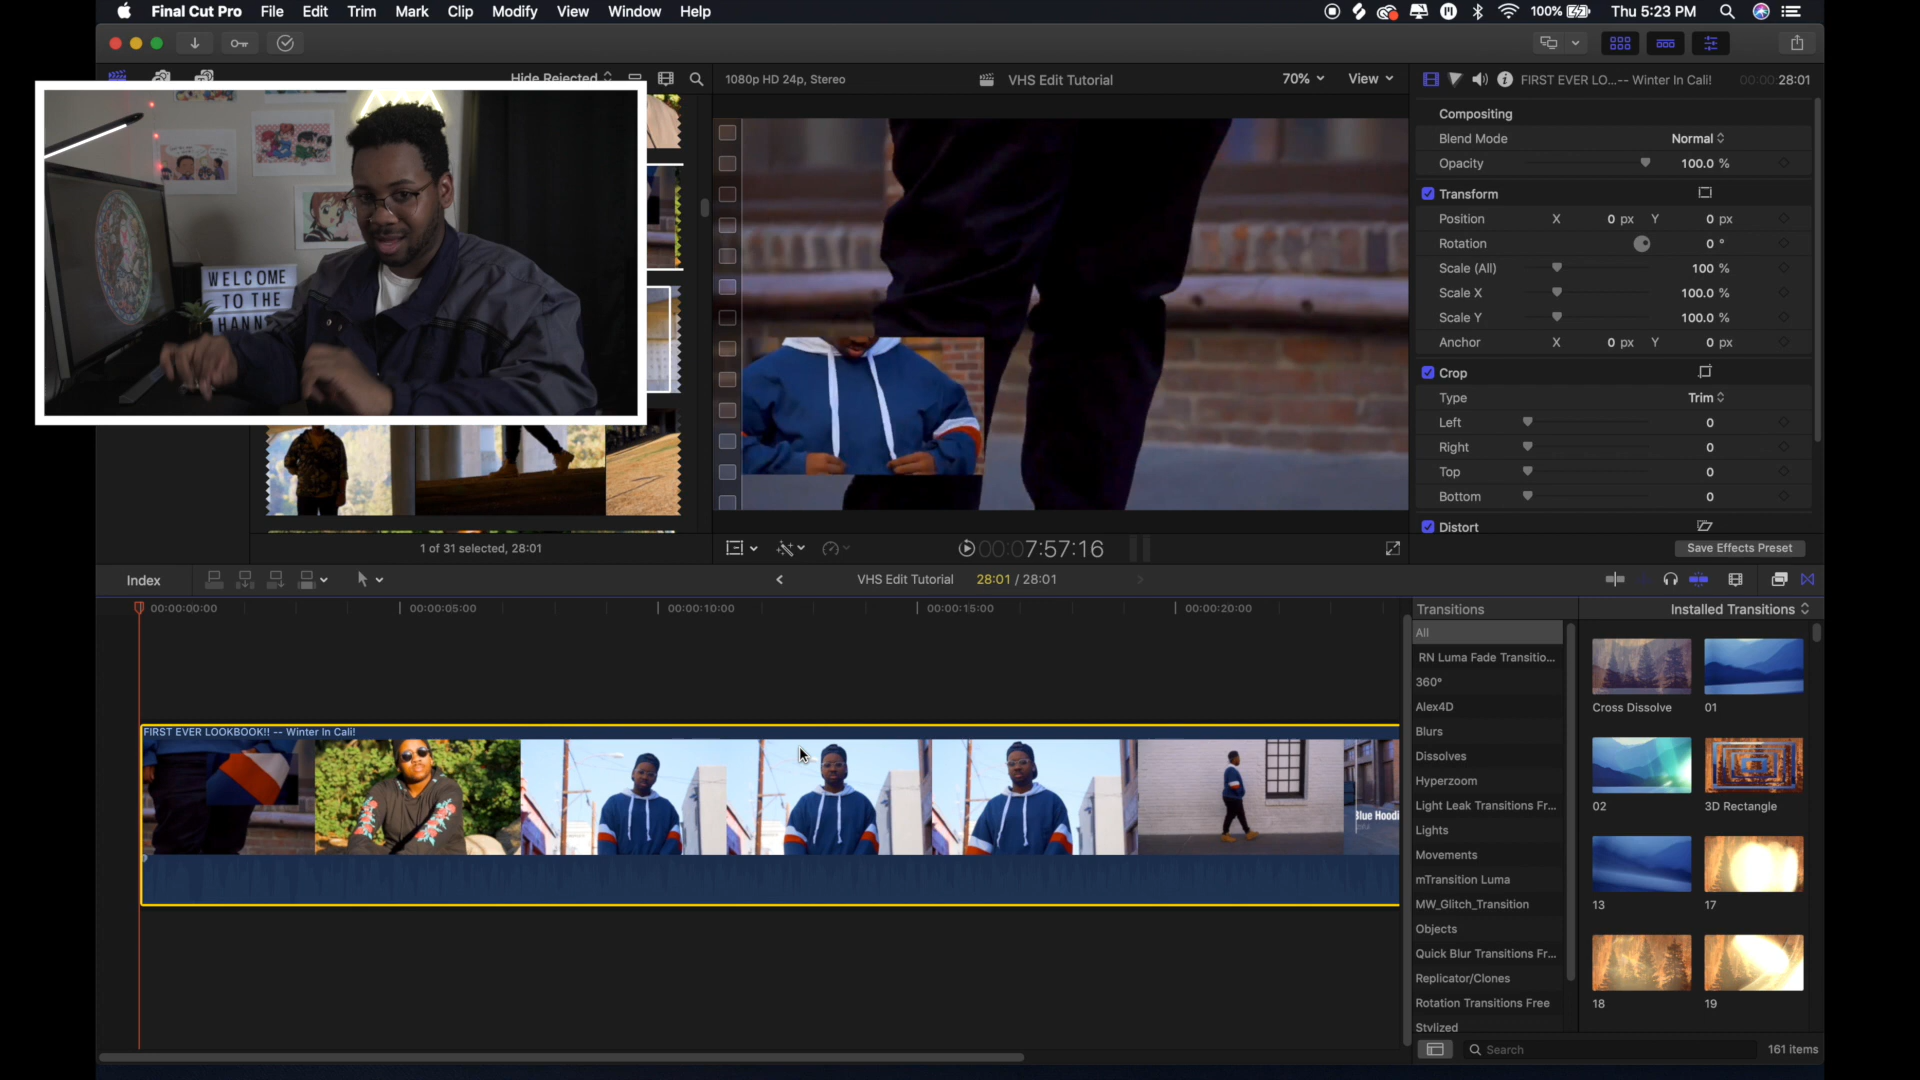 Final Cut Pro File Edit Trim Mark Clip Modify View Window Help
100% Thu 5:23 PM
Hide Rejected
1080p HD 24p, Stereo
VHS Edit Tutorial
70%
View
FIRST EVER LO...-- Winter In Cali!
00:00:28:01
Compositing
Blend Mode Normal
Opacity 100.0 %
Transform
Position X 0 px Y 0 px
Rotation 0 °
Scale (All) 100 %
Scale X 100.0 %
Scale Y 100.0 %
Anchor X 0 px Y 0 px
Crop
Type Trim
Left 0
Right 0
Top 0
Bottom 0
Distort
Save Effects Preset
WELCOME
TO THE
HANN
1 of 31 selected, 28:01
00:07:57:16
Index
VHS Edit Tutorial
28:01 / 28:01
00:00:00:00
00:00:05:00
00:00:10:00
00:00:15:00
00:00:20:00
FIRST EVER LOOKBOOK!! -- Winter In Cali!
Blue Hoodi
Transitions
Installed Transitions
All
RN Luma Fade Transitio...
360°
Alex4D
Blurs
Dissolves
Hyperzoom
Light Leak Transitions Fr...
Lights
Movements
mTransition Luma
MW_Glitch_Transition
Objects
Quick Blur Transitions Fr...
Replicator/Clones
Rotation Transitions Free
Stylized
Cross Dissolve
01
02
3D Rectangle
13
17
18
19
Search
161 items